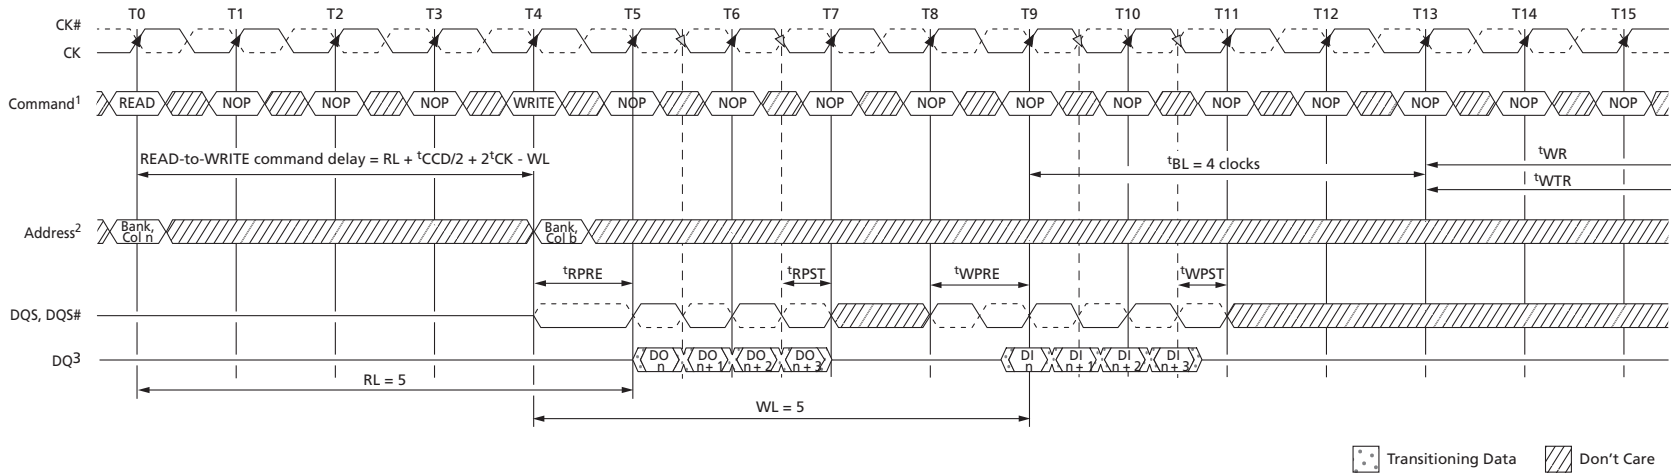 T0 T1 T2 T3 T4 T5 T6 T7 T8 T9 T10 T11 T12 T13 T14 T15
CK#
CK
Command1 READ NOP NOP NOP WRITE NOP NOP NOP NOP NOP NOP NOP NOP NOP NOP NOP
READ-to-WRITE command delay = RL + tCCD/2 + 2tCK - WL
tBL = 4 clocks
tWR
tWTR
Address2 Bank, Col n Bank, Col b
tRPRE tRPST tWPRE tWPST
DQS, DQS#
DQ3 DO n DO n + 1 DO n + 2 DO n + 3 DI n DI n + 1 DI n + 2 DI n + 3
RL = 5
WL = 5
Transitioning Data Don't Care